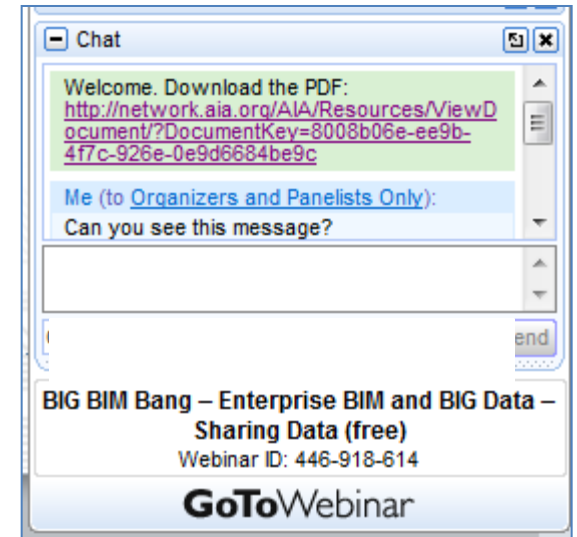 Chat
Welcome. Download the PDF:
http://network.aia.org/AIA/Resources/ViewD
ocument/?DocumentKey=8008b06e-ee9b-
4f7c-926e-0e9d6684be9c
Me (to Organizers and Panelists Only):
Can you see this message?
end
BIG BIM Bang – Enterprise BIM and BIG Data –
Sharing Data (free)
Webinar ID: 446-918-614
GoToWebinar